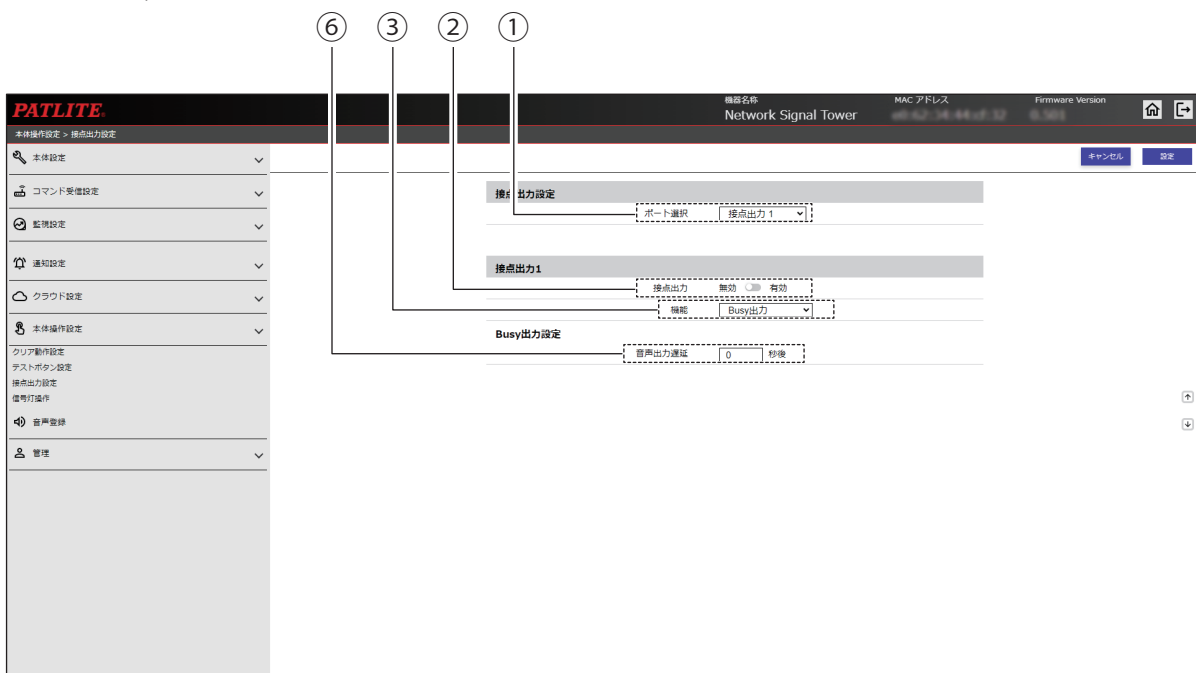 ⑥ ③ ② ①
PATLITE
機器名称 MAC アドレス Firmware Version
Network Signal Tower
本体操作設定 > 接点出力設定
キャンセル 設定
本体設定
コマンド受信設定
監視設定
通知設定
クラウド設定
本体操作設定
クリア動作設定
テストボタン設定
接点出力設定
信号灯操作
音声登録
管理
接点出力設定
ポート選択 接点出力 1
接点出力1
接点出力 無効 有効
機能 Busy出力
Busy出力設定
音声出力遅延 0 秒後